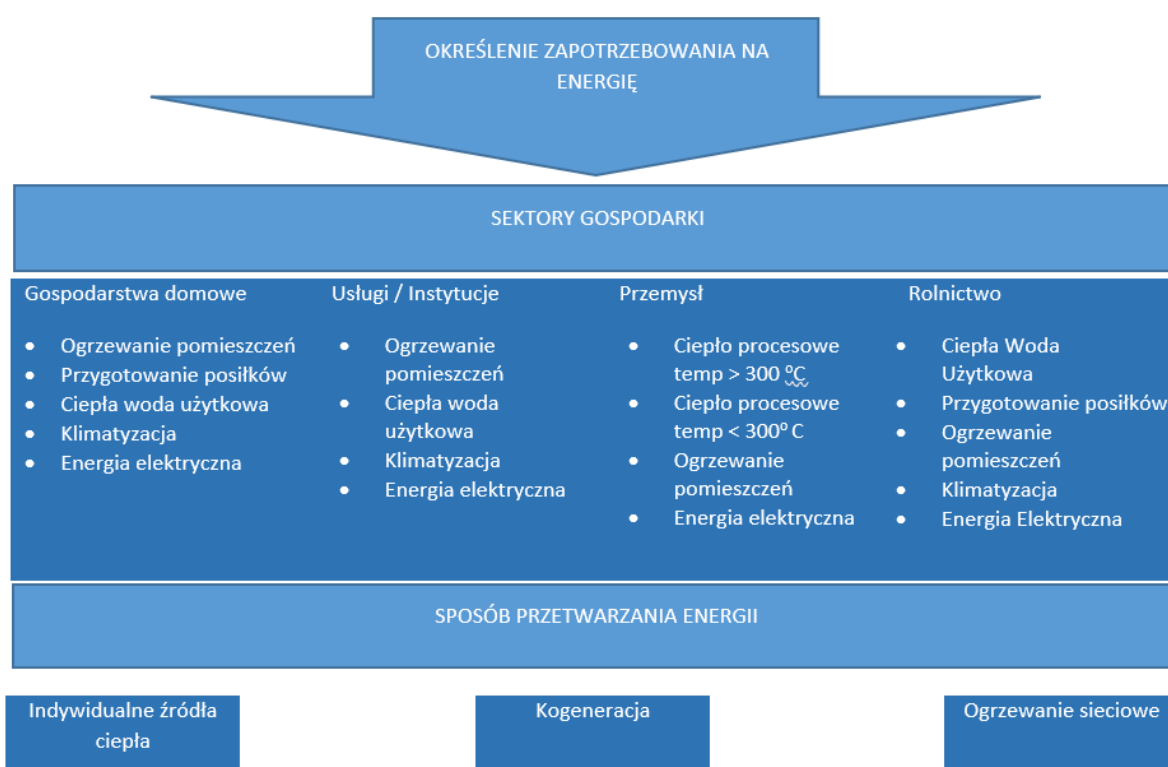 OKREŚLENIE ZAPOTRZEBOWANIA NA
ENERGIĘ
SEKTORY GOSPODARKI
Gospodarstwa domowe
• Ogrzewanie pomieszczeń
• Przygotowanie posiłków
• Ciepła woda użytkowa
• Klimatyzacja
• Energia elektryczna
Usługi / Instytucje
• Ogrzewanie
pomieszczeń
• Ciepła woda
użytkowa
• Klimatyzacja
• Energia elektryczna
Przemysł
• Ciepło procesowe
temp > 300 °C
• Ciepło procesowe
temp < 300° C
• Ogrzewanie
pomieszczeń
• Energia elektryczna
Rolnictwo
• Ciepła Woda
Użytkowa
• Przygotowanie posiłków
• Ogrzewanie
pomieszczeń
• Klimatyzacja
• Energia Elektryczna
SPOSÓB PRZETWARZANIA ENERGII
Indywidualne źródła
ciepła
Kogeneracja
Ogrzewanie sieciowe